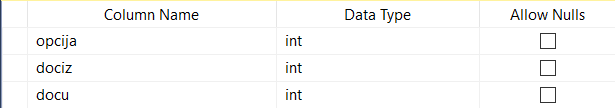 Column Name Data Type Allow Nulls
opcija int
dociz int
docu int